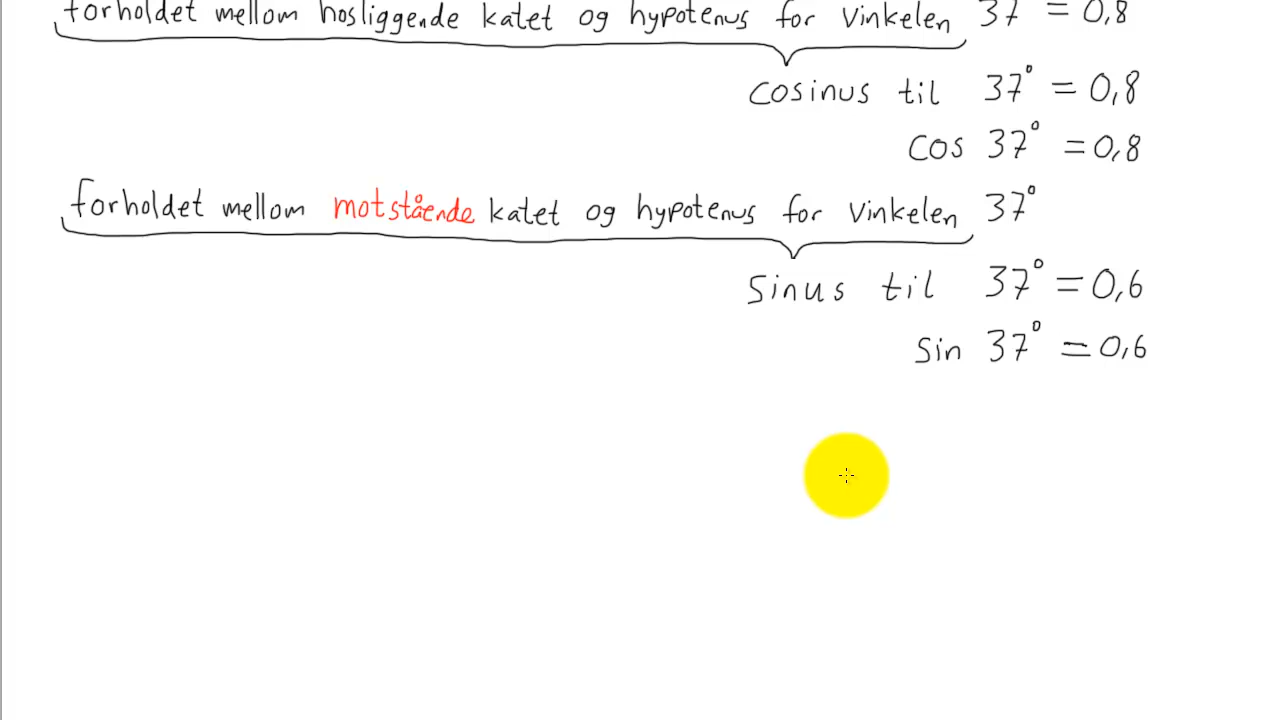 forholdet mellom hosliggende katet og hypotenus for vinkelen 37 = 0,8
cosinus til 37° = 0,8
cos 37° = 0,8
forholdet mellom motstående katet og hypotenus for vinkelen 37°
sinus til 37° = 0,6
sin 37° = 0,6